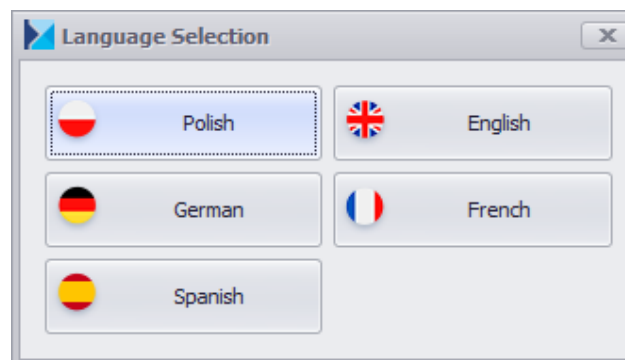 Language Selection
Polish
English
German
French
Spanish